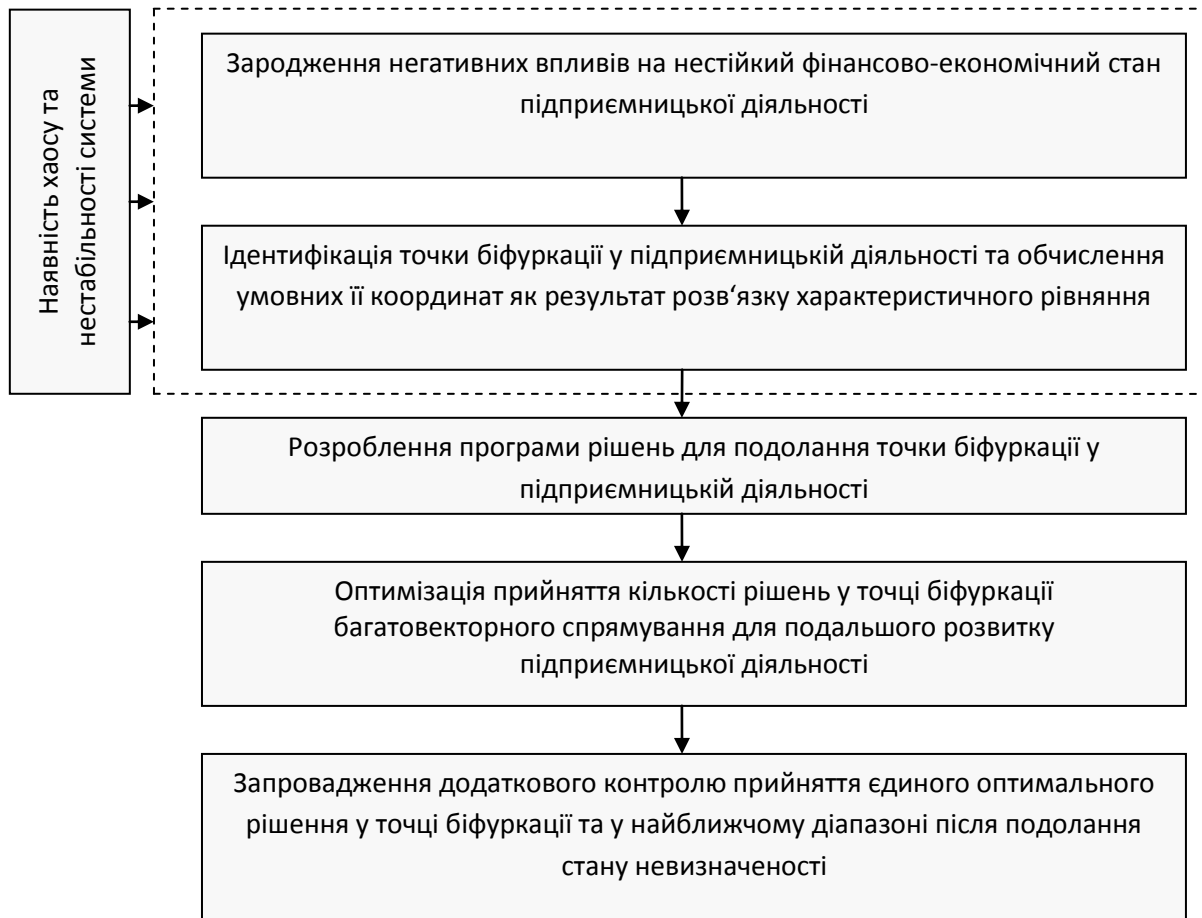 Наявність хаосу та
нестабільності системи
Зародження негативних впливів на нестійкий фінансово-економічний стан
підприємницької діяльності
Ідентифікація точки біфуркації у підприємницькій діяльності та обчислення
умовних її координат як результат розв‘язку характеристичного рівняння
Розроблення програми рішень для подолання точки біфуркації у
підприємницькій діяльності
Оптимізація прийняття кількості рішень у точці біфуркації
багатовекторного спрямування для подальшого розвитку
підприємницької діяльності
Запровадження додаткового контролю прийняття єдиного оптимального
рішення у точці біфуркації та у найближчому діапазоні після подолання
стану невизначеності